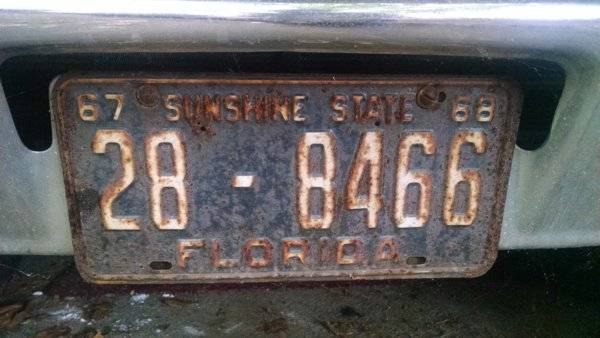 67 SUNSHINE STATE 68
28 - 8466
FLORIDA